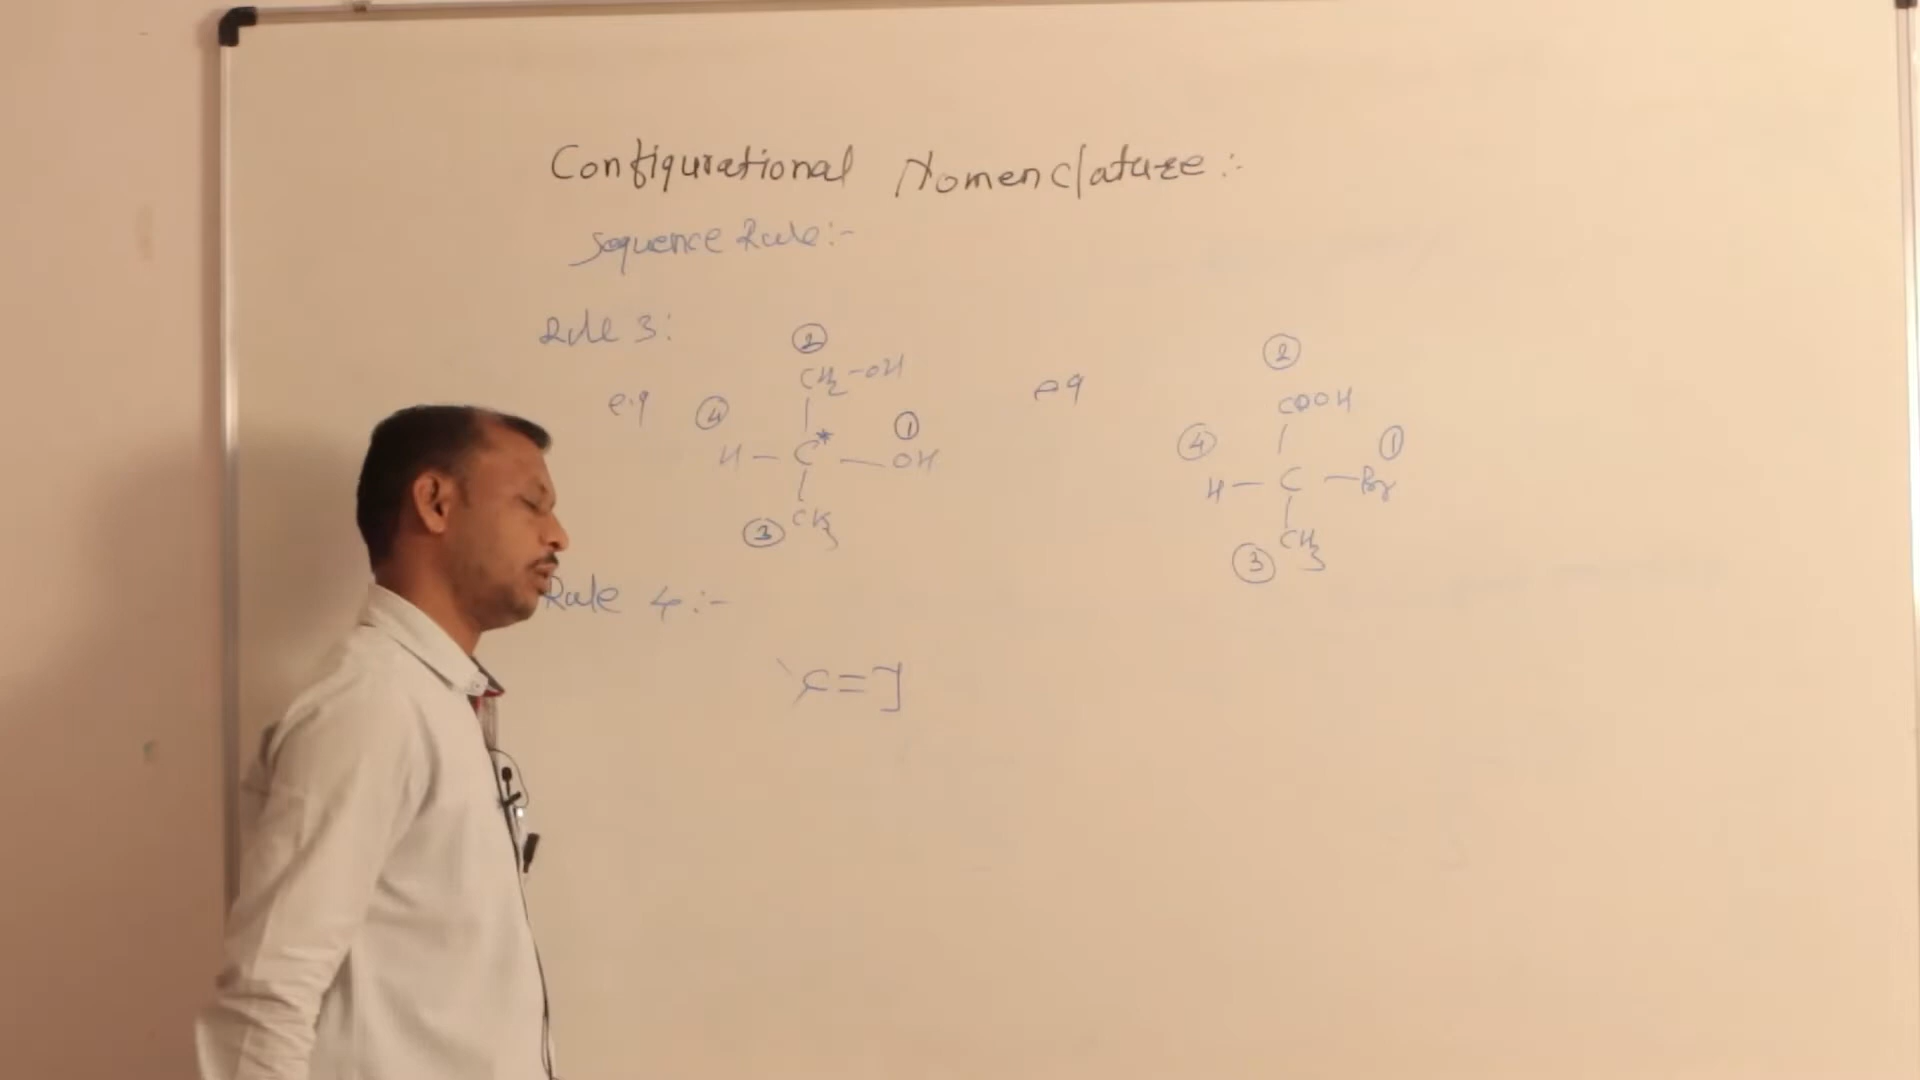 Configurational Nomenclature:-
Sequence Rule:-
Rule 3:
② ②
CH2-OH COOH
e.g ④ ① eg ④ ①
H – C* – OH H – C – Br
③ CH3 ③ CH3
Rule 4:-
C=